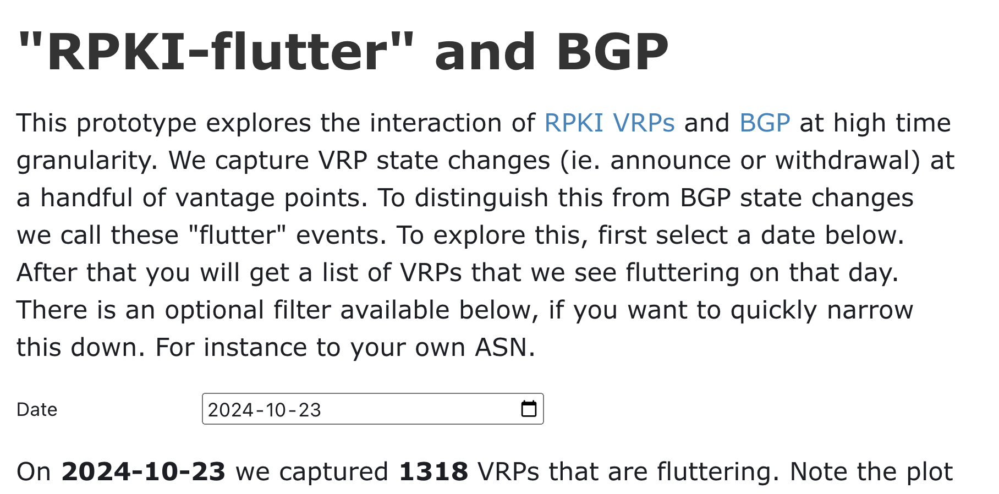 "RPKI-flutter" and BGP
This prototype explores the interaction of RPKI VRPs and BGP at high time
granularity. We capture VRP state changes (ie. announce or withdrawal) at
a handful of vantage points. To distinguish this from BGP state changes
we call these "flutter" events. To explore this, first select a date below.
After that you will get a list of VRPs that we see fluttering on that day.
There is an optional filter available below, if you want to quickly narrow
this down. For instance to your own ASN.
Date 2024-10-23
On 2024-10-23 we captured 1318 VRPs that are fluttering. Note the plot